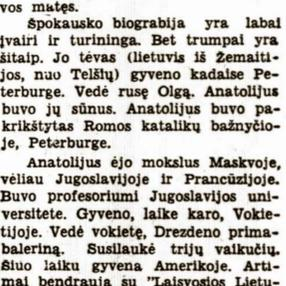 vos matęs.
Špokausko biografija yra labai
įvairi ir turininga. Bet trumpai yra
šitaip. Jo tėvas (lietuvis iš Žemaiti-
jos, nuo Telšių) gyveno kadaise Pe-
terburge. Vedė rusę Olgą. Anatolijus
buvo jų sūnus. Anatolijus buvo pa-
krikštytas Romos katalikų bažnyčio-
je, Peterburge.
Anatolijus ėjo mokslus Maskvoje,
vėliau Jugoslavijoje ir Prancūzijoje.
Buvo profesoriumi Jugoslavijos uni-
versitete. Gyveno, laike karo, Vokie-
tijoje. Vedė vokietę, Drezdeno prima-
baleriną. Susilaukė trijų vaikučių.
Šiuo laiku gyvena Amerikoje. Arti-
mai bendrauja su "Laisvosios Lietu-